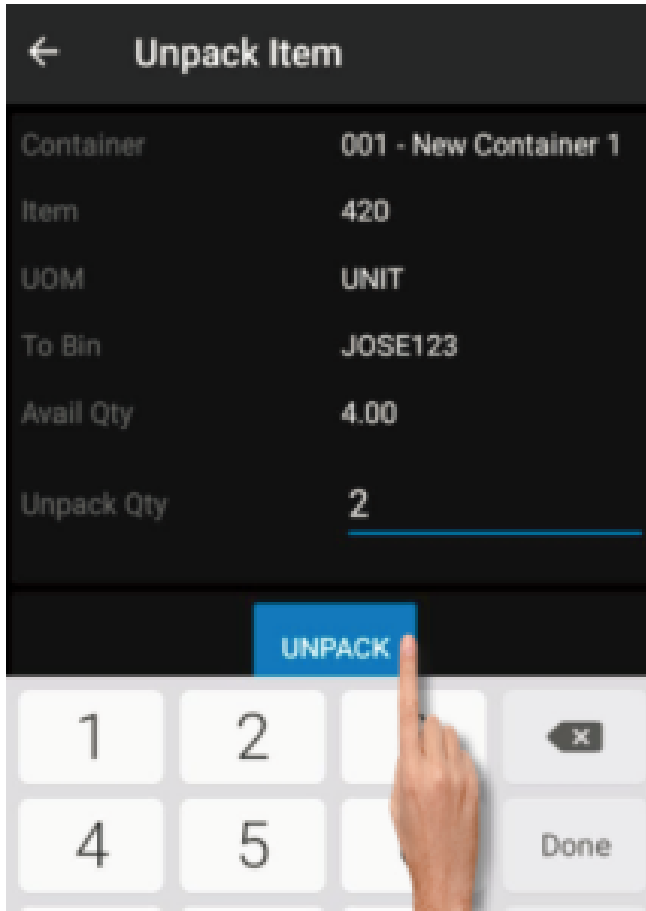 Unpack Item
Container 001 - New Container 1
Item 420
UOM UNIT
To Bin JOSE123
Avail Qty 4.00
Unpack Qty 2
UNPACK
1 2
4 5 Done